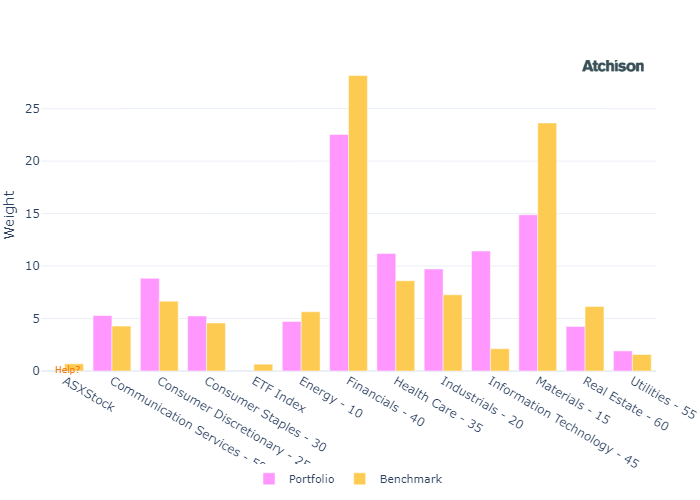 Atchison
Weight
25
20
15
10
5
0
Help?
ASXStock
Communication Services - 50
Consumer Discretionary - 25
Consumer Staples - 30
ETF Index
Energy - 10
Financials - 40
Health Care - 35
Industrials - 20
Information Technology - 45
Materials - 15
Real Estate - 60
Utilities - 55
Portfolio
Benchmark